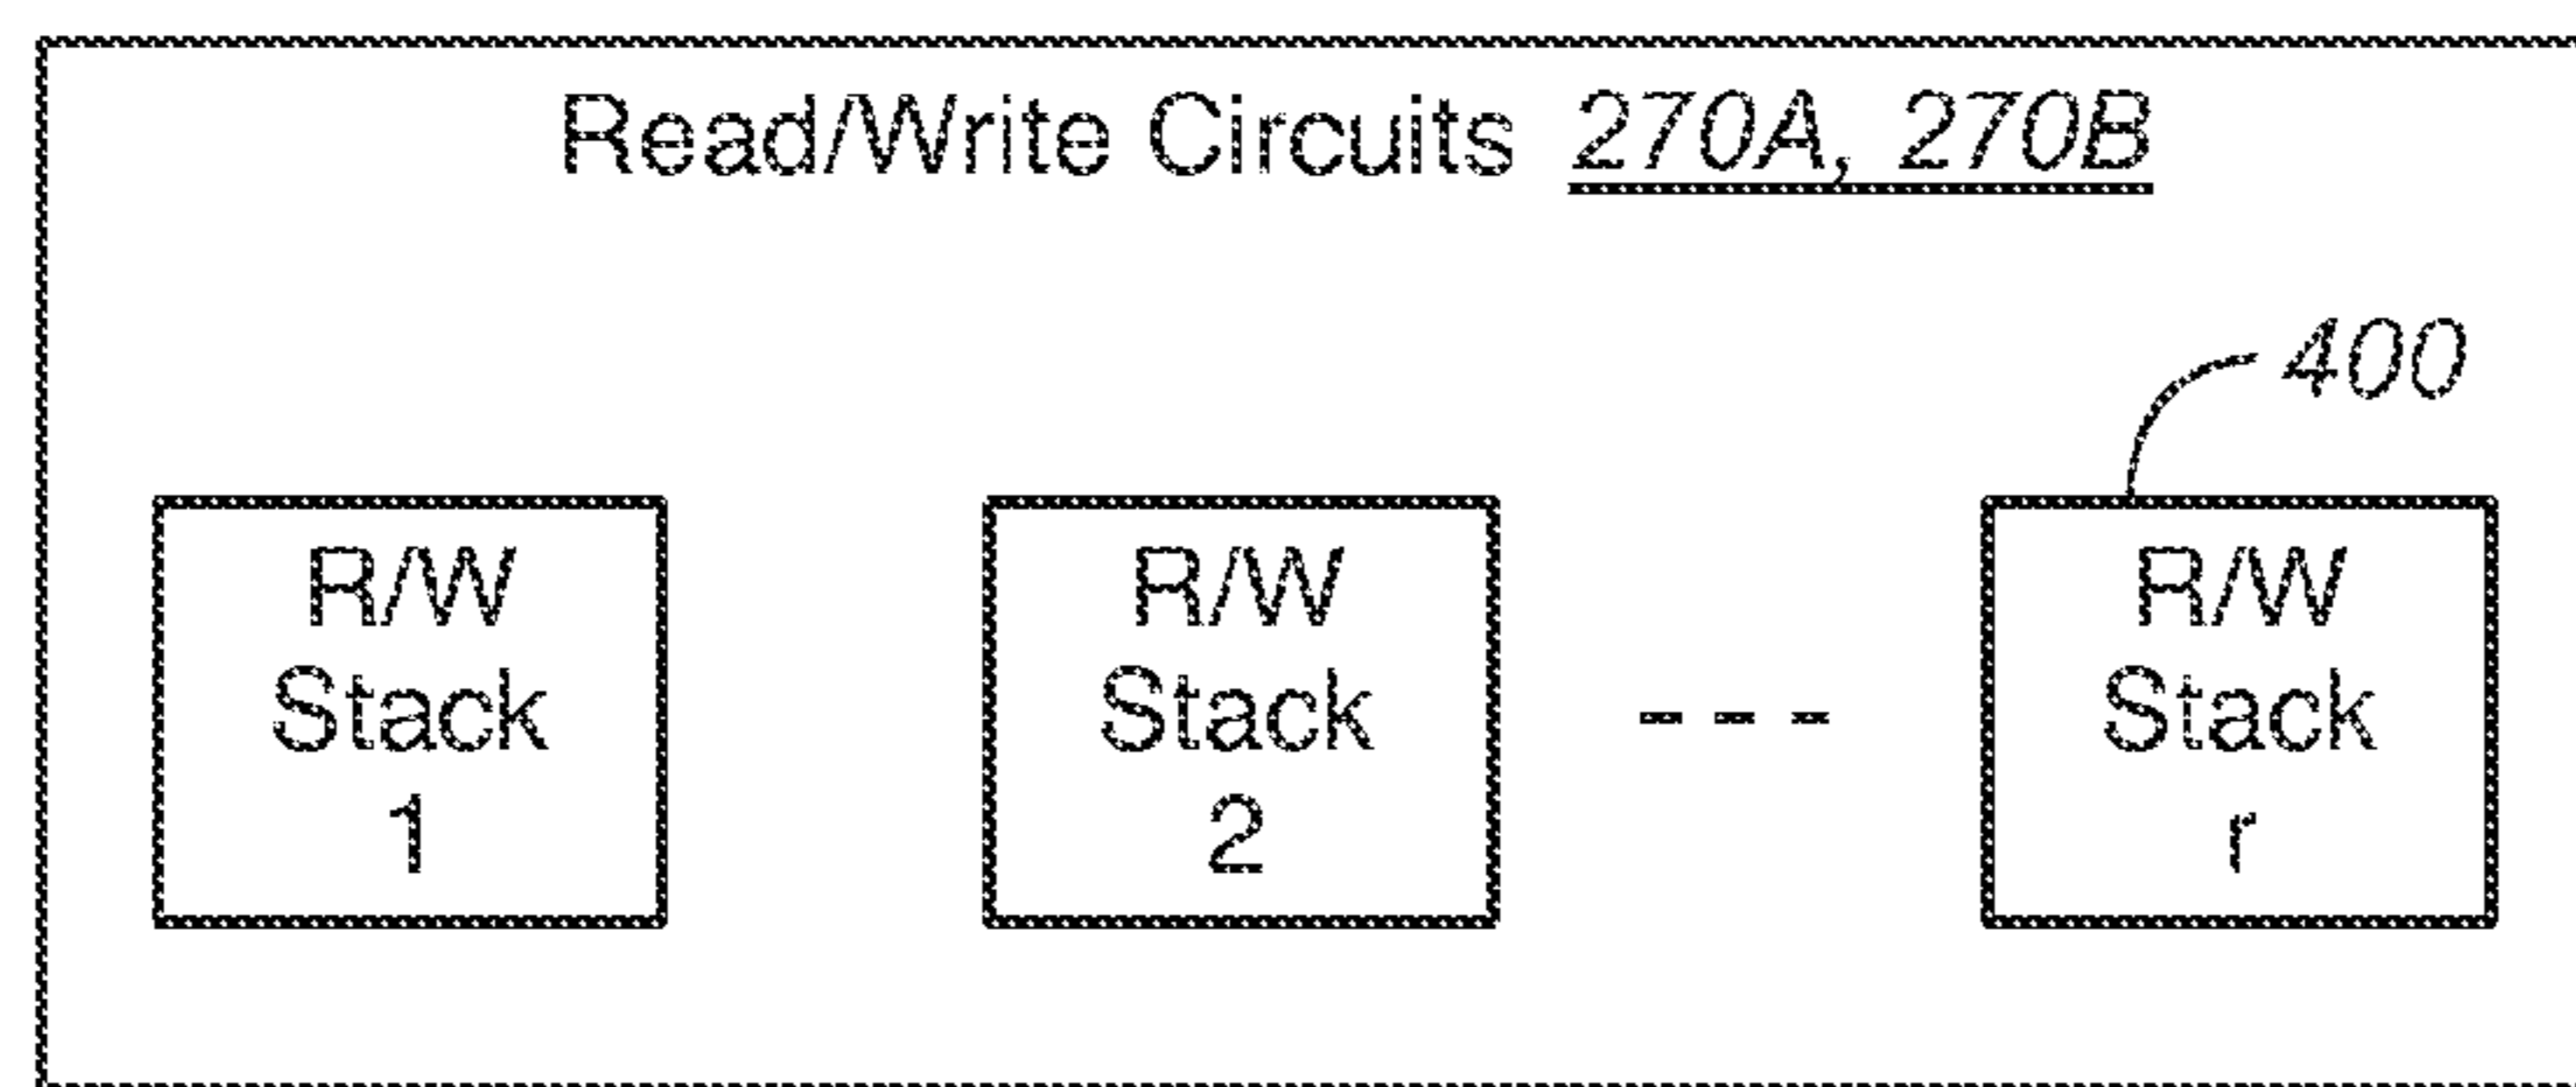 Read/Write Circuits 270A, 270B
400
R/W
Stack
1
R/W
Stack
2
R/W
Stack
r